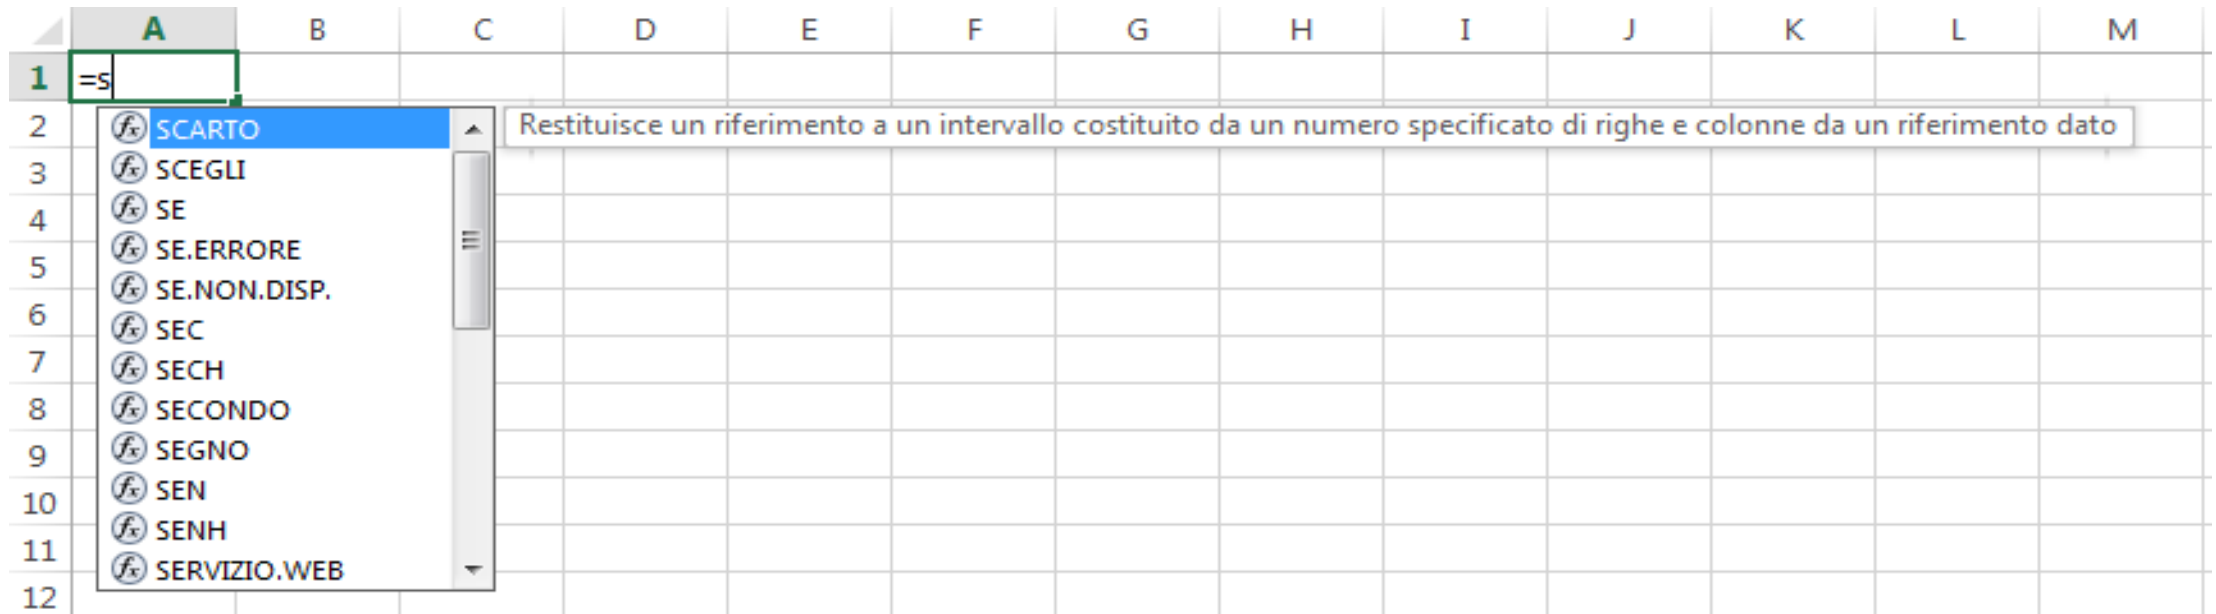 A B C D E F G H I J K L M
1 =s
2 SCARTO Restituisce un riferimento a un intervallo costituito da un numero specificato di righe e colonne da un riferimento dato
3 SCEGLI
4 SE
5 SE.ERRORE
6 SE.NON.DISP.
SEC
7 SECH
8 SECONDO
9 SEGNO
10 SEN
11 SENH
12 SERVIZIO.WEB